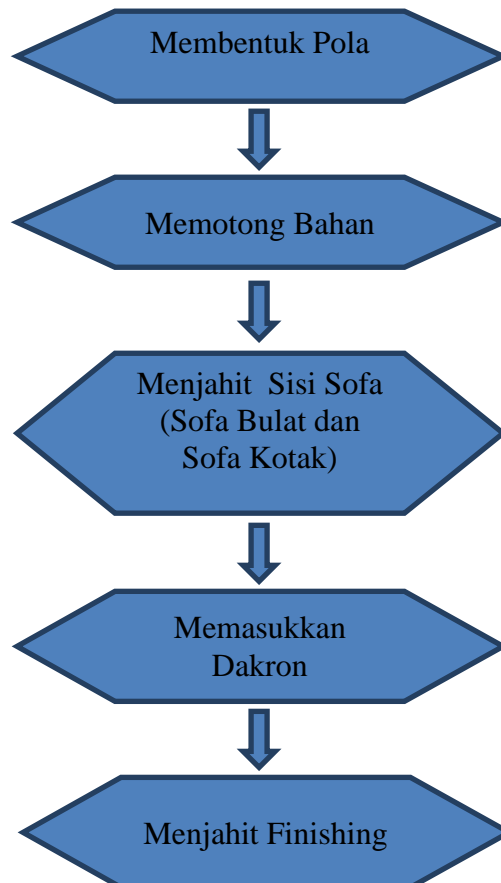 Membentuk Pola
Memotong Bahan
Menjahit  Sisi Sofa
(Sofa Bulat dan
Sofa Kotak)
Memasukkan
Dakron
Menjahit Finishing